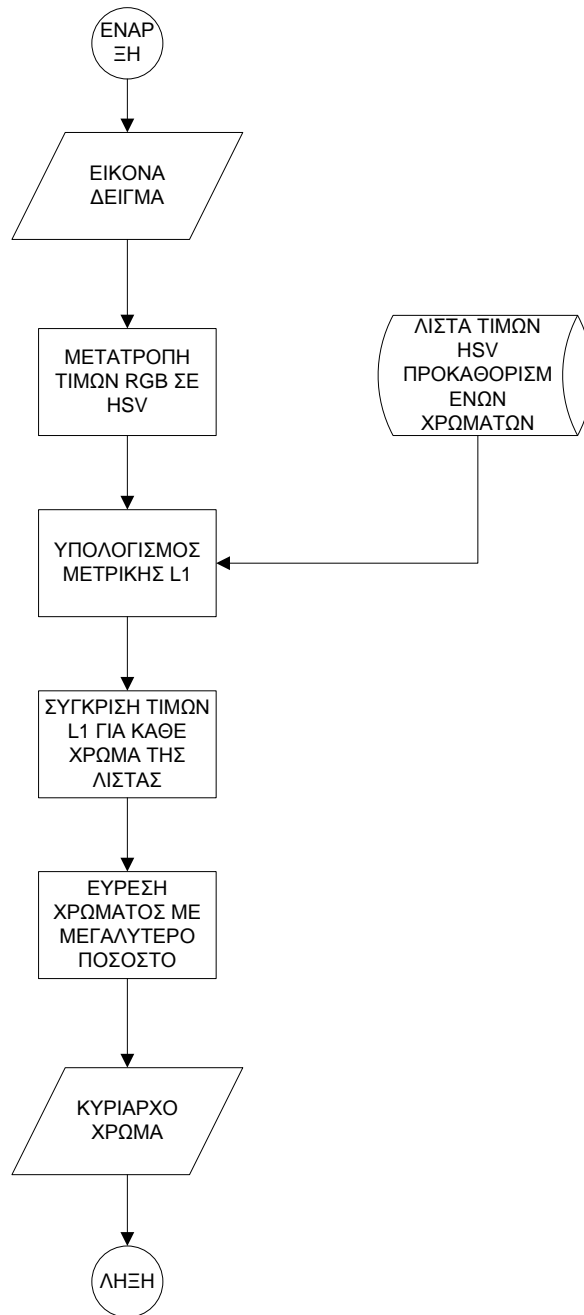 ΕΝΑΡ
ΞΗ
ΕΙΚΟΝΑ
ΔΕΙΓΜΑ
ΜΕΤΑΤΡΟΠΗ
ΤΙΜΩΝ RGB ΣΕ
HSV
ΛΙΣΤΑ ΤΙΜΩΝ
HSV
ΠΡΟΚΑΘΟΡΙΣΜ
ΕΝΩΝ
ΧΡΩΜΑΤΩΝ
ΥΠΟΛΟΓΙΣΜΟΣ
ΜΕΤΡΙΚΗΣ L1
ΣΥΓΚΡΙΣΗ ΤΙΜΩΝ
L1 ΓΙΑ ΚΑΘΕ
ΧΡΩΜΑ ΤΗΣ
ΛΙΣΤΑΣ
ΕΥΡΕΣΗ
ΧΡΩΜΑΤΟΣ ΜΕ
ΜΕΓΑΛΥΤΕΡΟ
ΠΟΣΟΣΤΟ
ΚΥΡΙΑΡΧΟ
ΧΡΩΜΑ
ΛΗΞΗ